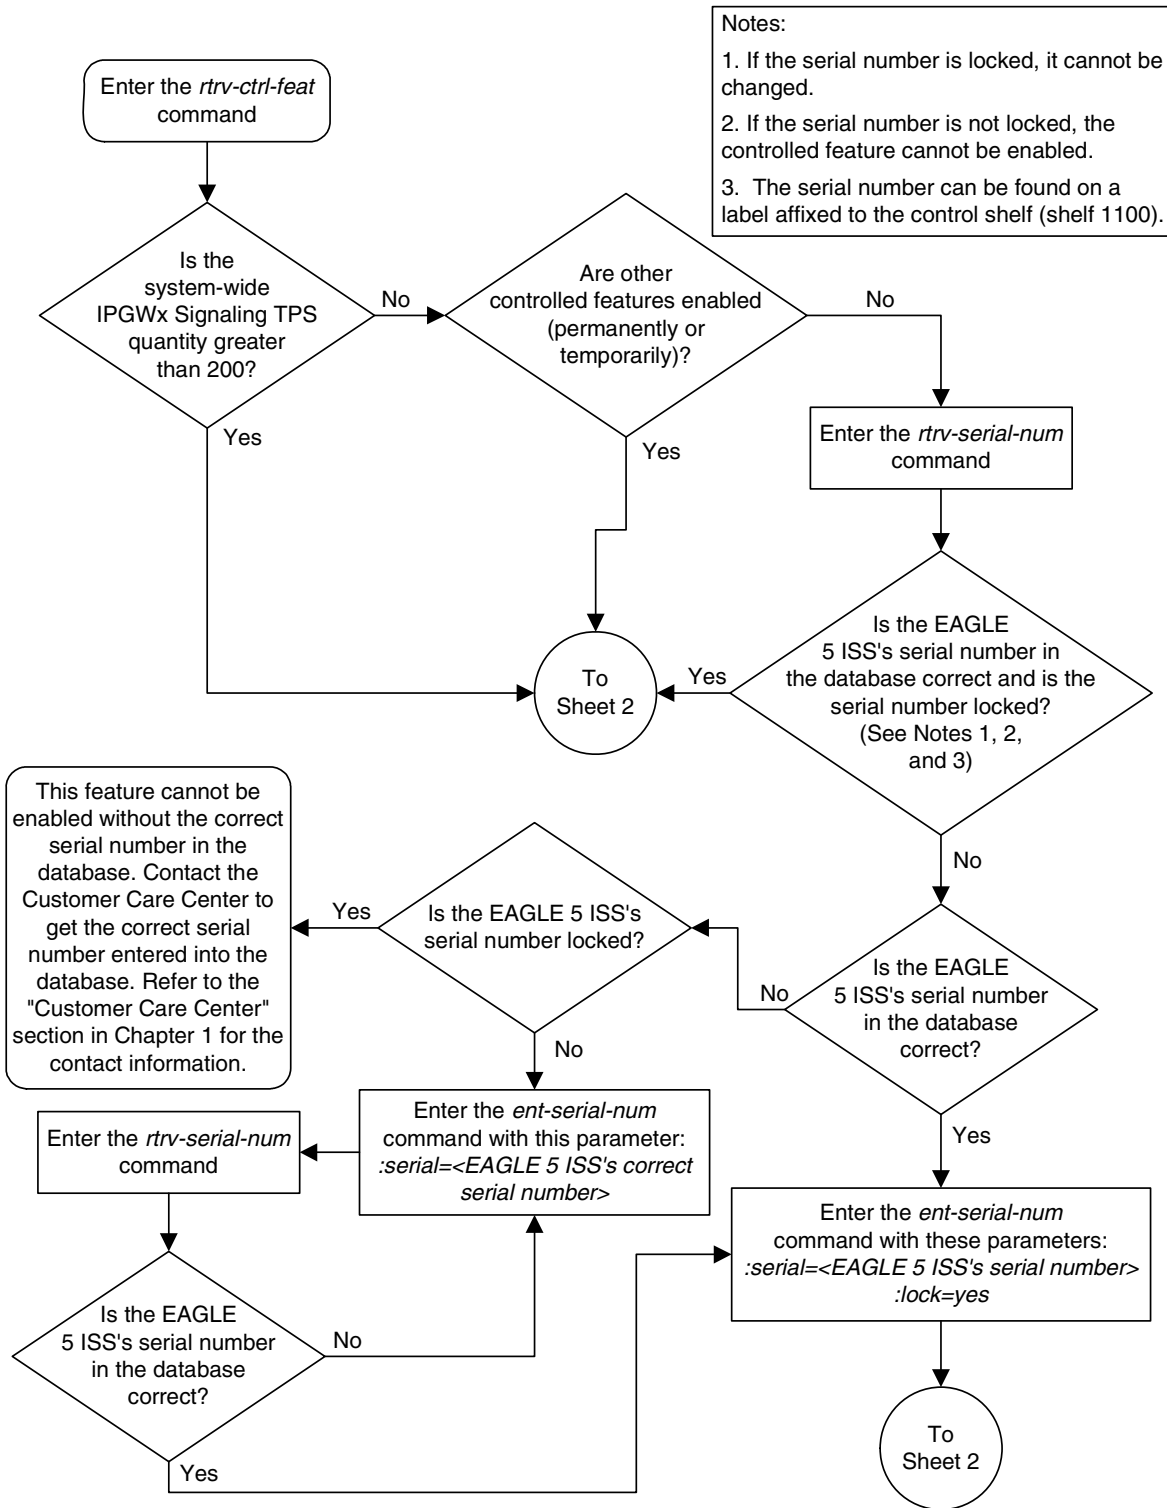 Notes:
1. If the serial number is locked, it cannot be
changed.
2. If the serial number is not locked, the
controlled feature cannot be enabled.
3. The serial number can be found on a
label affixed to the control shelf (shelf 1100).
Enter the rtrv-ctrl-feat
command
Is the
system-wide
IPGWx Signaling TPS
quantity greater
than 200?
No
Yes
Are other
controlled features enabled
(permanently or
temporarily)?
No
Yes
Enter the rtrv-serial-num
command
Is the EAGLE
5 ISS's serial number in
the database correct and is the
serial number locked?
(See Notes 1, 2,
and 3)
Yes
To
Sheet 2
No
This feature cannot be
enabled without the correct
serial number in the
database. Contact the
Customer Care Center to
get the correct serial
number entered into the
database. Refer to the
"Customer Care Center"
section in Chapter 1 for the
contact information.
Yes
Is the EAGLE 5 ISS's
serial number locked?
No
Is the EAGLE
5 ISS's serial number
in the database
correct?
No
Yes
Enter the rtrv-serial-num
command
Enter the ent-serial-num
command with this parameter:
:serial=<EAGLE 5 ISS's correct
serial number>
Enter the ent-serial-num
command with these parameters:
:serial=<EAGLE 5 ISS's serial number>
:lock=yes
Is the EAGLE
5 ISS's serial number
in the database
correct?
No
Yes
To
Sheet 2